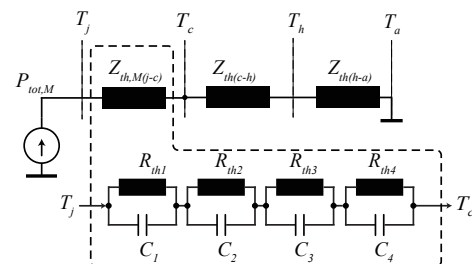 T_j T_c T_h T_a
P_tot,M Z_th,M(j-c) Z_th(c-h) Z_th(h-a)
R_th1 R_th2 R_th3 R_th4
T_j T_c
C_1 C_2 C_3 C_4